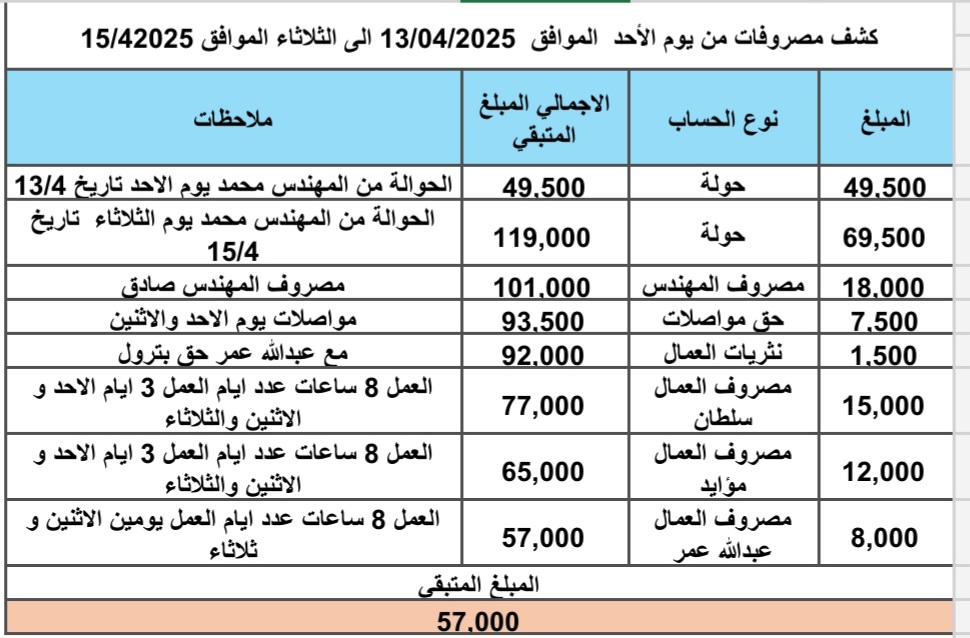 كشف مصروفات من يوم الأحد الموافق 13/04/2025 الى الثلاثاء الموافق 15/42025
المبلغ نوع الحساب الاجمالي المبلغ المتبقي ملاحظات
49,500 حولة 49,500 الحوالة من المهندس محمد يوم الاحد تاريخ 13/4
69,500 حولة 119,000 الحوالة من المهندس محمد يوم الثلاثاء تاريخ
15/4
18,000 مصروف المهندس 101,000 مصروف المهندس صادق
7,500 حق مواصلات 93,500 مواصلات يوم الاحد والاثنين
1,500 نثريات العمال 92,000 مع عبدالله عمر حق بترول
15,000 مصروف العمال سلطان 77,000 العمل 8 ساعات عدد ايام العمل 3 ايام الاحد و
الاثنين والثلاثاء
12,000 مصروف العمال مؤايد 65,000 العمل 8 ساعات عدد ايام العمل 3 ايام الاحد و
الاثنين والثلاثاء
8,000 مصروف العمال عبدالله عمر 57,000 العمل 8 ساعات عدد ايام العمل يومين الاثنين و
ثلاثاء
المبلغ المتبقي
57,000